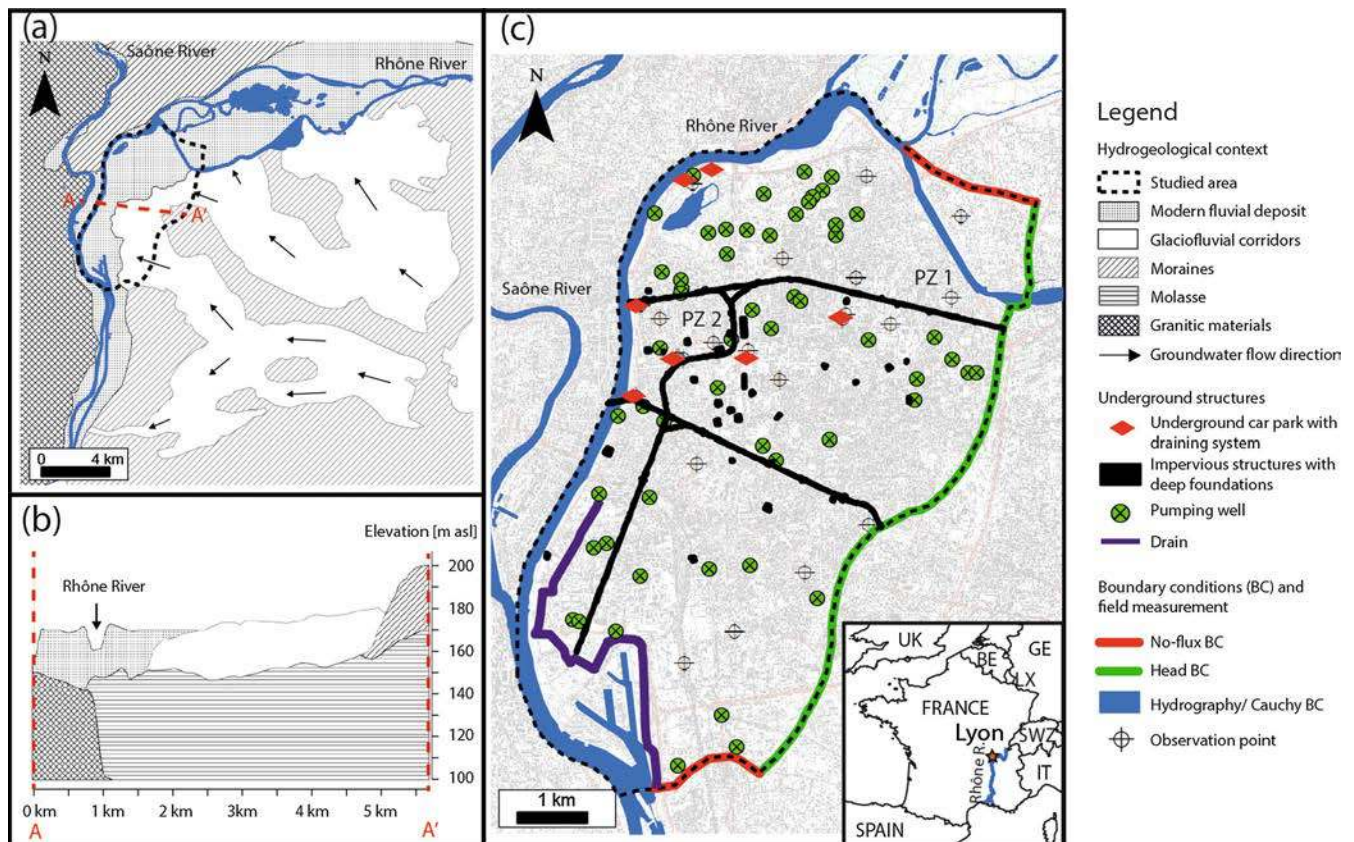 (a)
Saône River
N
Rhône River
A
A'
0 4 km
(b)
Elevation [m asl]
Rhône River
200
180
160
140
120
100
0 km 1 km 2 km 3km 4 km 5 km
A A'
(c)
N
Rhône River
Saône River
PZ 1
PZ 2
1 km
UK
GE
BE
LX
FRANCE
Lyon
SWZ
IT
Rhône R.
SPAIN
Legend
Hydrogeological context
Studied area
Modern fluvial deposit
Glaciofluvial corridors
Moraines
Molasse
Granitic materials
Groundwater flow direction
Underground structures
Underground car park with
draining system
Impervious structures with
deep foundations
Pumping well
Drain
Boundary conditions (BC) and
field measurement
No-flux BC
Head BC
Hydrography/ Cauchy BC
Observation point